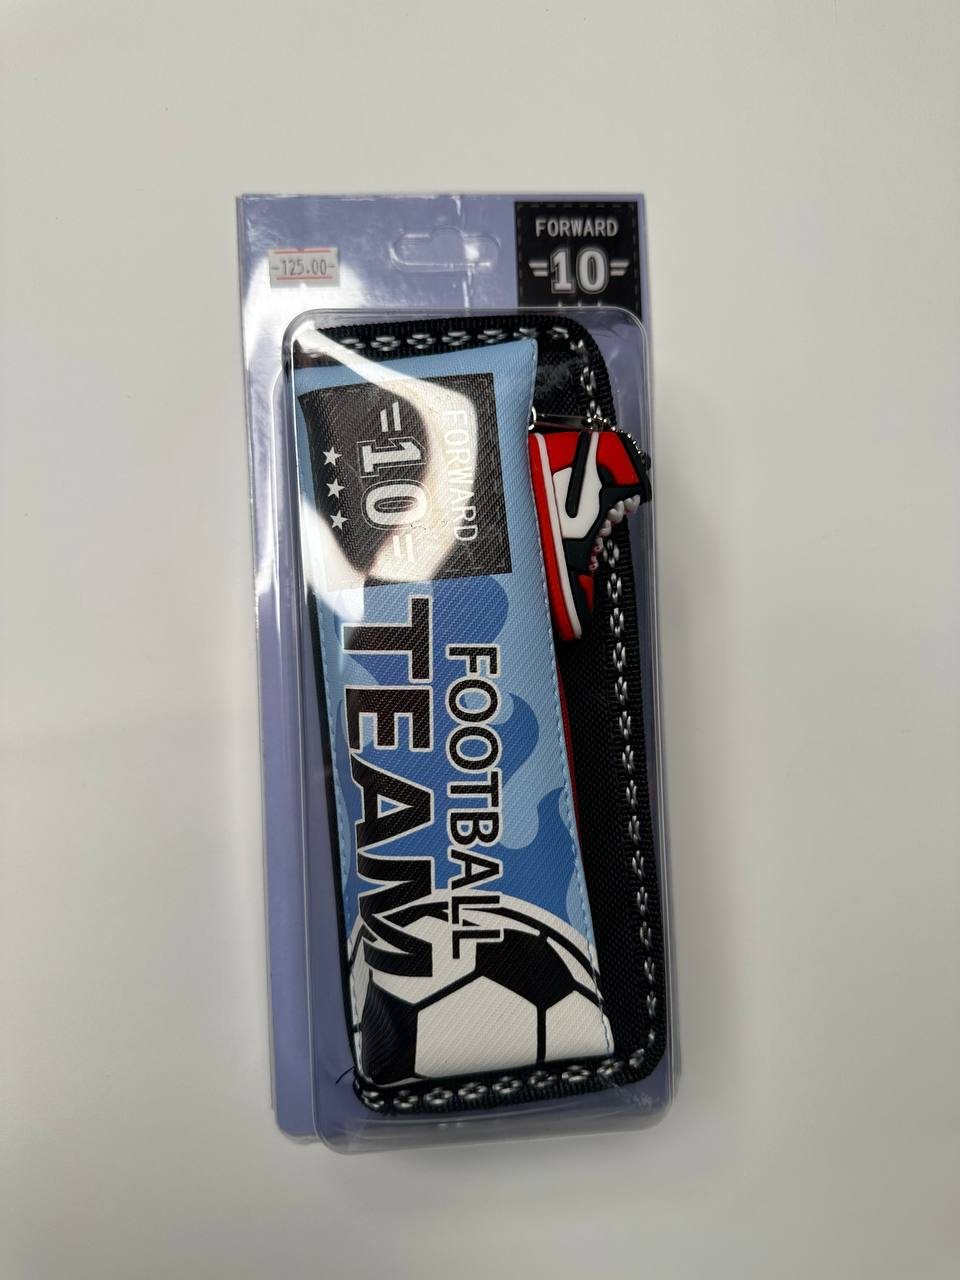 -125.00-
FORWARD
=10=
FORWARD
=10=
FOOTBALL
TEAM